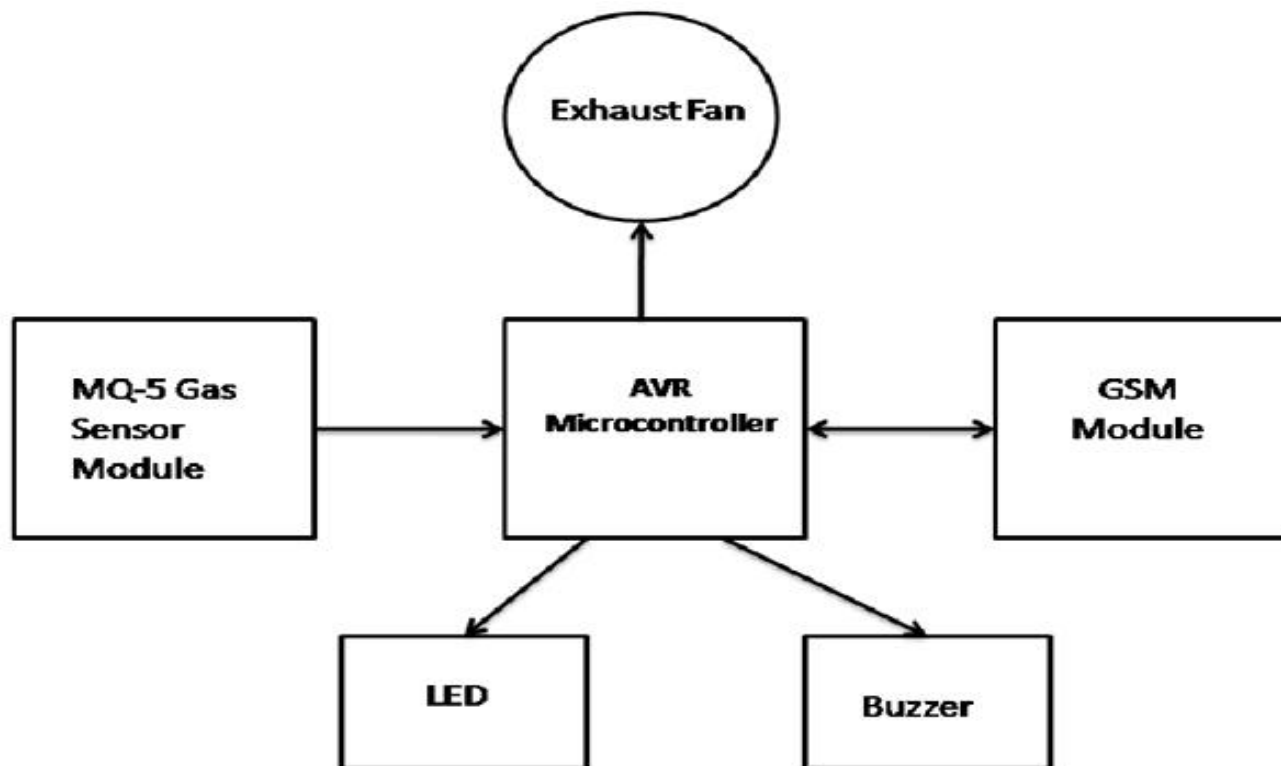 Exhaust Fan
MQ-5 Gas
Sensor
Module
AVR
Microcontroller
GSM
Module
LED
Buzzer